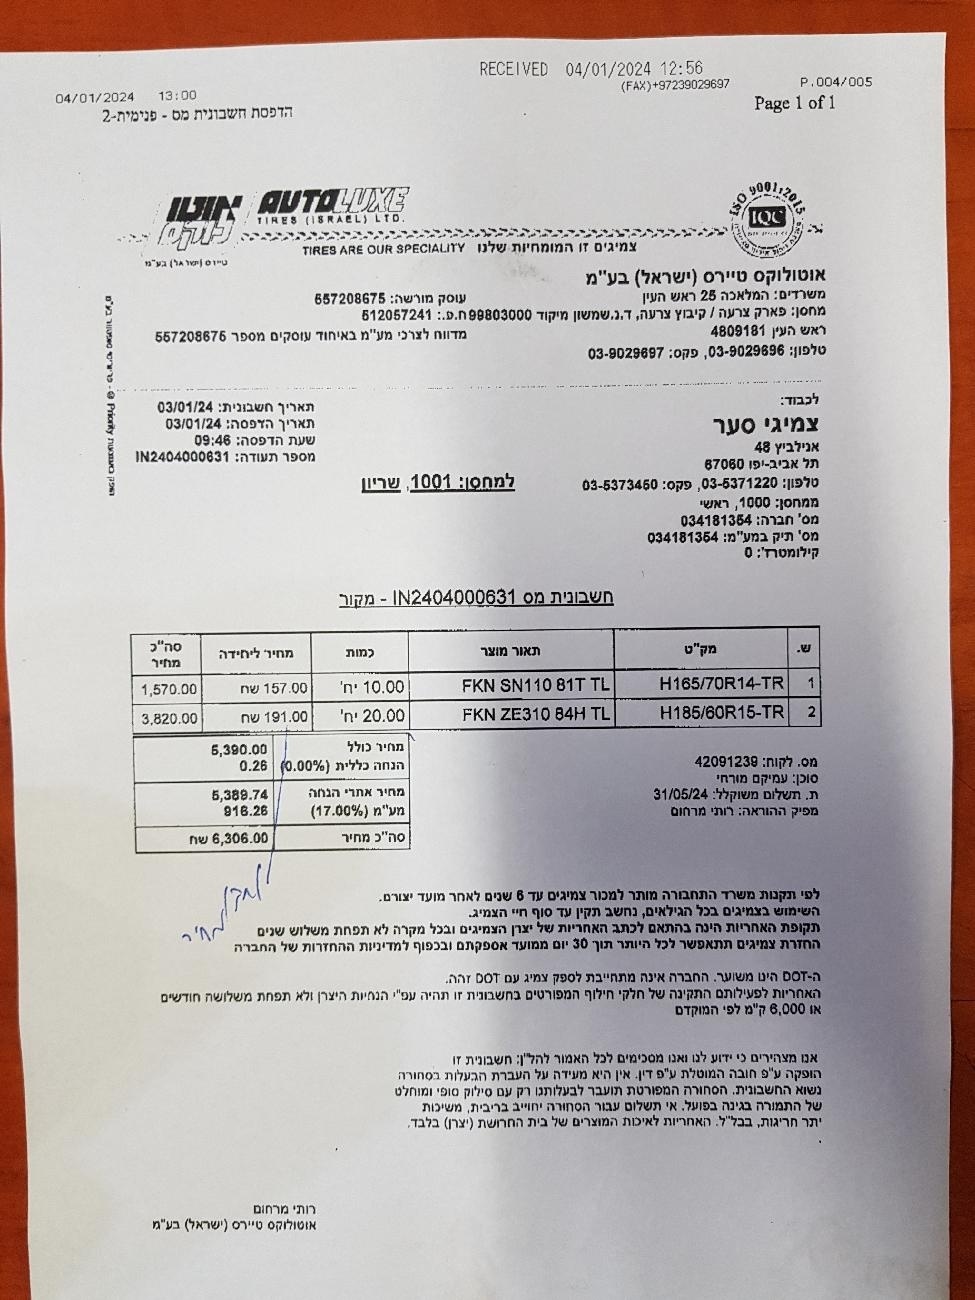 RECEIVED 04/01/2024 12:56
(FAX)+97239029697
P.004/005
04/01/2024 13:00
Page 1 of 1
הדפסת חשבונית מס - פנימית-2
אוטו לוקס
טיירס (ישראל) בע"מ
AUTOLUXE
TIRES (ISRAEL) LTD.
ISO 9001:2015
IQC
TIRES ARE OUR SPECIALITY צמיגים זו המומחיות שלנו
אוטולוקס טיירס (ישראל) בע"מ
משרדים: המלאכה 25 ראש העין
עוסק מורשה: 557208675
מחסן: פארק צרעה / קיבוץ צרעה, ד.נ.שמשון מיקוד 99803000
ח.פ.: 512057241
ראש העין 4809181
מדווח לצרכי מע"מ באיחוד עוסקים מספר 557208675
טלפון: 03-9029696, פקס: 03-9029697
לכבוד:
צמיגי סער
אנילביץ 48
תל אביב-יפו 67060
טלפון: 03-5371220, פקס: 03-5373460
ממחסן: 1000, ראשי
מס' חברה: 034181354
מס' תיק במע"מ: 034181354
קילומטרז': 0
תאריך חשבונית: 03/01/24
תאריך הדפסה: 03/01/24
שעת הדפסה: 09:46
מספר תעודה: IN2404000631
למחסן: 1001, שריון
חשבונית מס IN2404000631 - מקור
ש. מק"ט תאור מוצר כמות מחיר ליחידה סה"כ מחיר
1 H165/70R14-TR FKN SN110 81T TL 10.00 יח' 157.00 שח 1,570.00
2 H185/60R15-TR FKN ZE310 84H TL 20.00 יח' 191.00 שח 3,820.00
מחיר כולל 5,390.00
הנחה כללית (0.00%) 0.26
מחיר אחרי הנחה 5,389.74
מע"מ (17.00%) 916.26
סה"כ מחיר 6,306.00 שח
מס. לקוח: 42091239
סוכן: עמיקם מורחי
ת. תשלום משוקלל: 31/05/24
מפיק ההוראה: רותי מרחום
מחיר
לפי תקנות משרד התחבורה מותר למכור צמיגים עד 6 שנים לאחר מועד יצורם.
השימוש בצמיגים בכל הגילאים, נחשב תקין עד סוף חיי הצמיג.
תקופת האחריות הינה בהתאם לכתב האחריות של יצרן הצמיגים ובכל מקרה לא תפחת משלוש שנים
החזרת צמיגים תתאפשר לכל היותר תוך 30 יום ממועד אספקתם ובכפוף למדיניות ההחזרות של החברה
ה-DOT הינו משוער. החברה אינה מתחייבת לספק צמיג עם DOT זהה.
האחריות לפעילותם התקינה של חלקי חילוף המפורטים בחשבונית זו תהיה עפ"י הנחיות היצרן ולא תפחת משלושה חודשים
או 6,000 ק"מ לפי המוקדם
אנו מצהירים כי ידוע לנו ואנו מסכימים לכל האמור להל"ן: חשבונית זו
הופקה ע"פ חובה המוטלת ע"פ דין. אין היא מעידה על העברת הבעלות בסחורה
נשוא החשבונית. הסחורה המפורטת תועבר לבעלותנו רק עם סילוק סופי ומוחלט
של התמורה בגינה בפועל. אי תשלום עבור הסחורה יחוייב בריבית, משיכות
יתר חריגות, בבל"ל. האחריות לאיכות המוצרים של בית החרושת (יצרן) בלבד.
רותי מרחום
אוטולוקס טיירס (ישראל) בע"מ